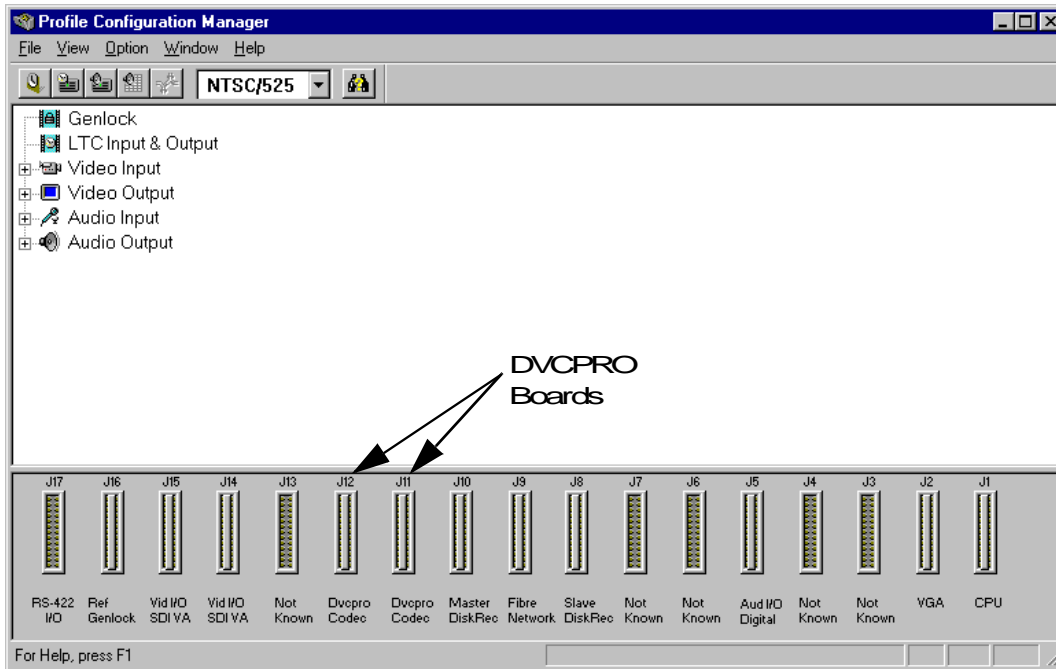 Profile Configuration Manager
File View Option Window Help
NTSC/525
Genlock
LTC Input & Output
Video Input
Video Output
Audio Input
Audio Output
DVCPRO
Boards
J17 J16 J15 J14 J13 J12 J11 J10 J9 J8 J7 J6 J5 J4 J3 J2 J1
RS-422 Ref Vid I/O Vid I/O Not Dvcpro Dvcpro Master Fibre Slave Not Not Aud I/O Not Not VGA CPU
I/O Genlock SDI VA SDI VA Known Codec Codec DiskRec Network DiskRec Known Known Digital Known Known
For Help, press F1